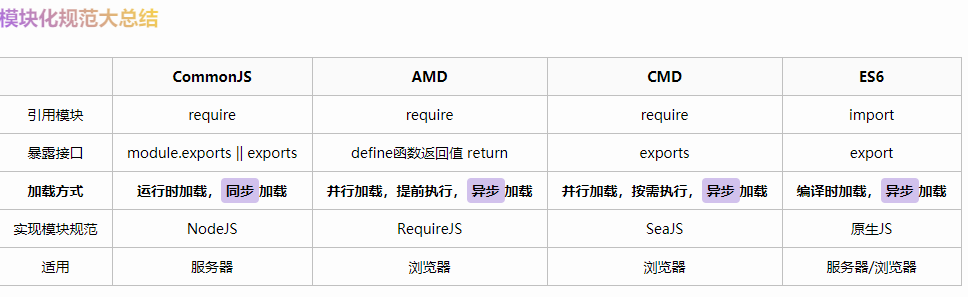 模块化规范大总结
CommonJS AMD CMD ES6
引用模块 require require require import
暴露接口 module.exports || exports define函数返回值 return exports export
加载方式 运行时加载，同步加载 并行加载，提前执行，异步加载 并行加载，按需执行，异步加载 编译时加载，异步加载
实现模块规范 NodeJS RequireJS SeaJS 原生JS
适用 服务器 浏览器 浏览器 服务器/浏览器